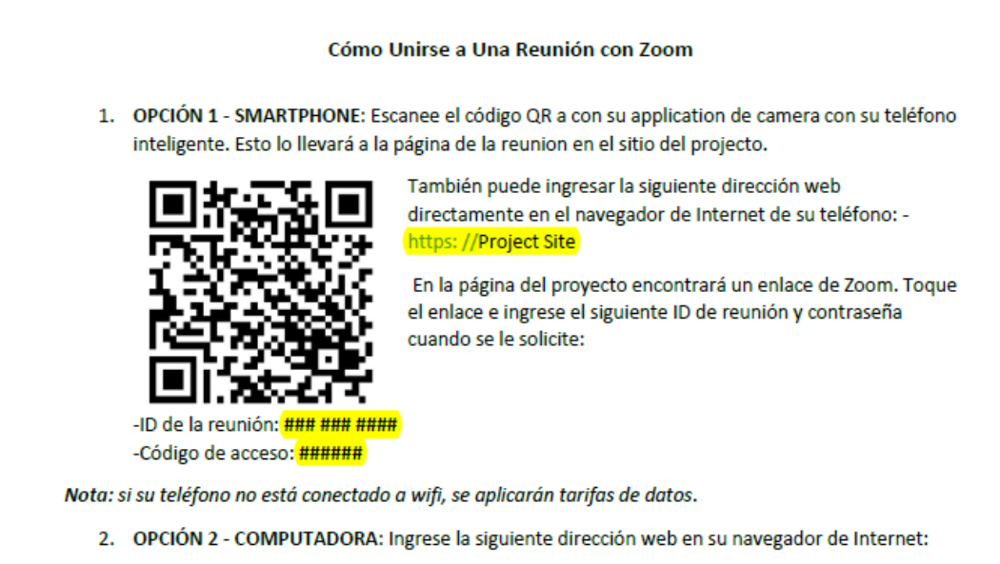 Cómo Unirse a Una Reunión con Zoom
1. OPCIÓN 1 - SMARTPHONE: Escanee el código QR a con su application de camera con su teléfono
inteligente. Esto lo llevará a la página de la reunion en el sitio del projecto.
También puede ingresar la siguiente dirección web
directamente en el navegador de Internet de su teléfono: -
https: //Project Site
En la página del proyecto encontrará un enlace de Zoom. Toque
el enlace e ingrese el siguiente ID de reunión y contraseña
cuando se le solicite:
-ID de la reunión: ### ### ####
-Código de acceso: ######
Nota: si su teléfono no está conectado a wifi, se aplicarán tarifas de datos.
2. OPCIÓN 2 - COMPUTADORA: Ingrese la siguiente dirección web en su navegador de Internet: